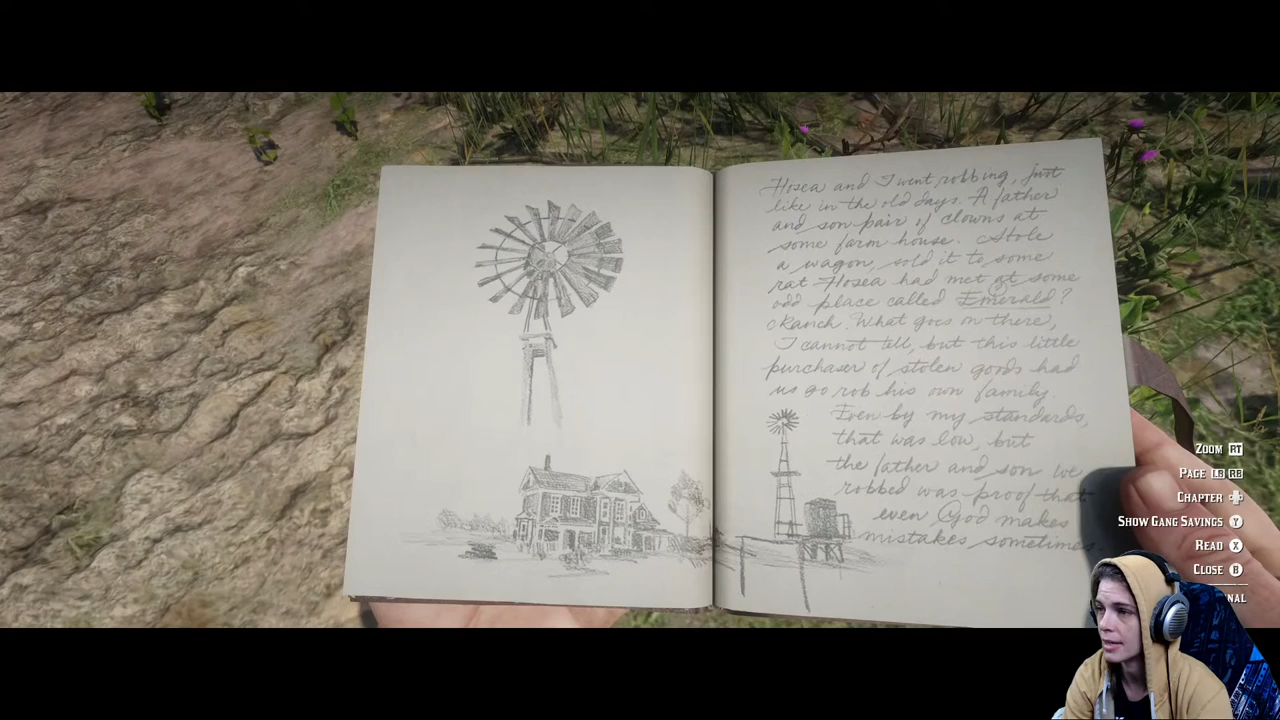 Hosea and I went robbing, just
like in the old days. A father
and son pair of clowns at
some farm house. Stole
a wagon, sold it to some
rat Hosea had met at some
odd place called Emerald?
Ranch. What goes on there,
I cannot tell, but this little
purchaser of stolen goods had
us go rob his own family.
Even by my standards,
that was low, but
the father and son we
robbed was proof that
even God makes
mistakes sometimes.
ZOOM RT
PAGE LB RB
CHAPTER
SHOW GANG SAVINGS Y
READ X
CLOSE B
NAL